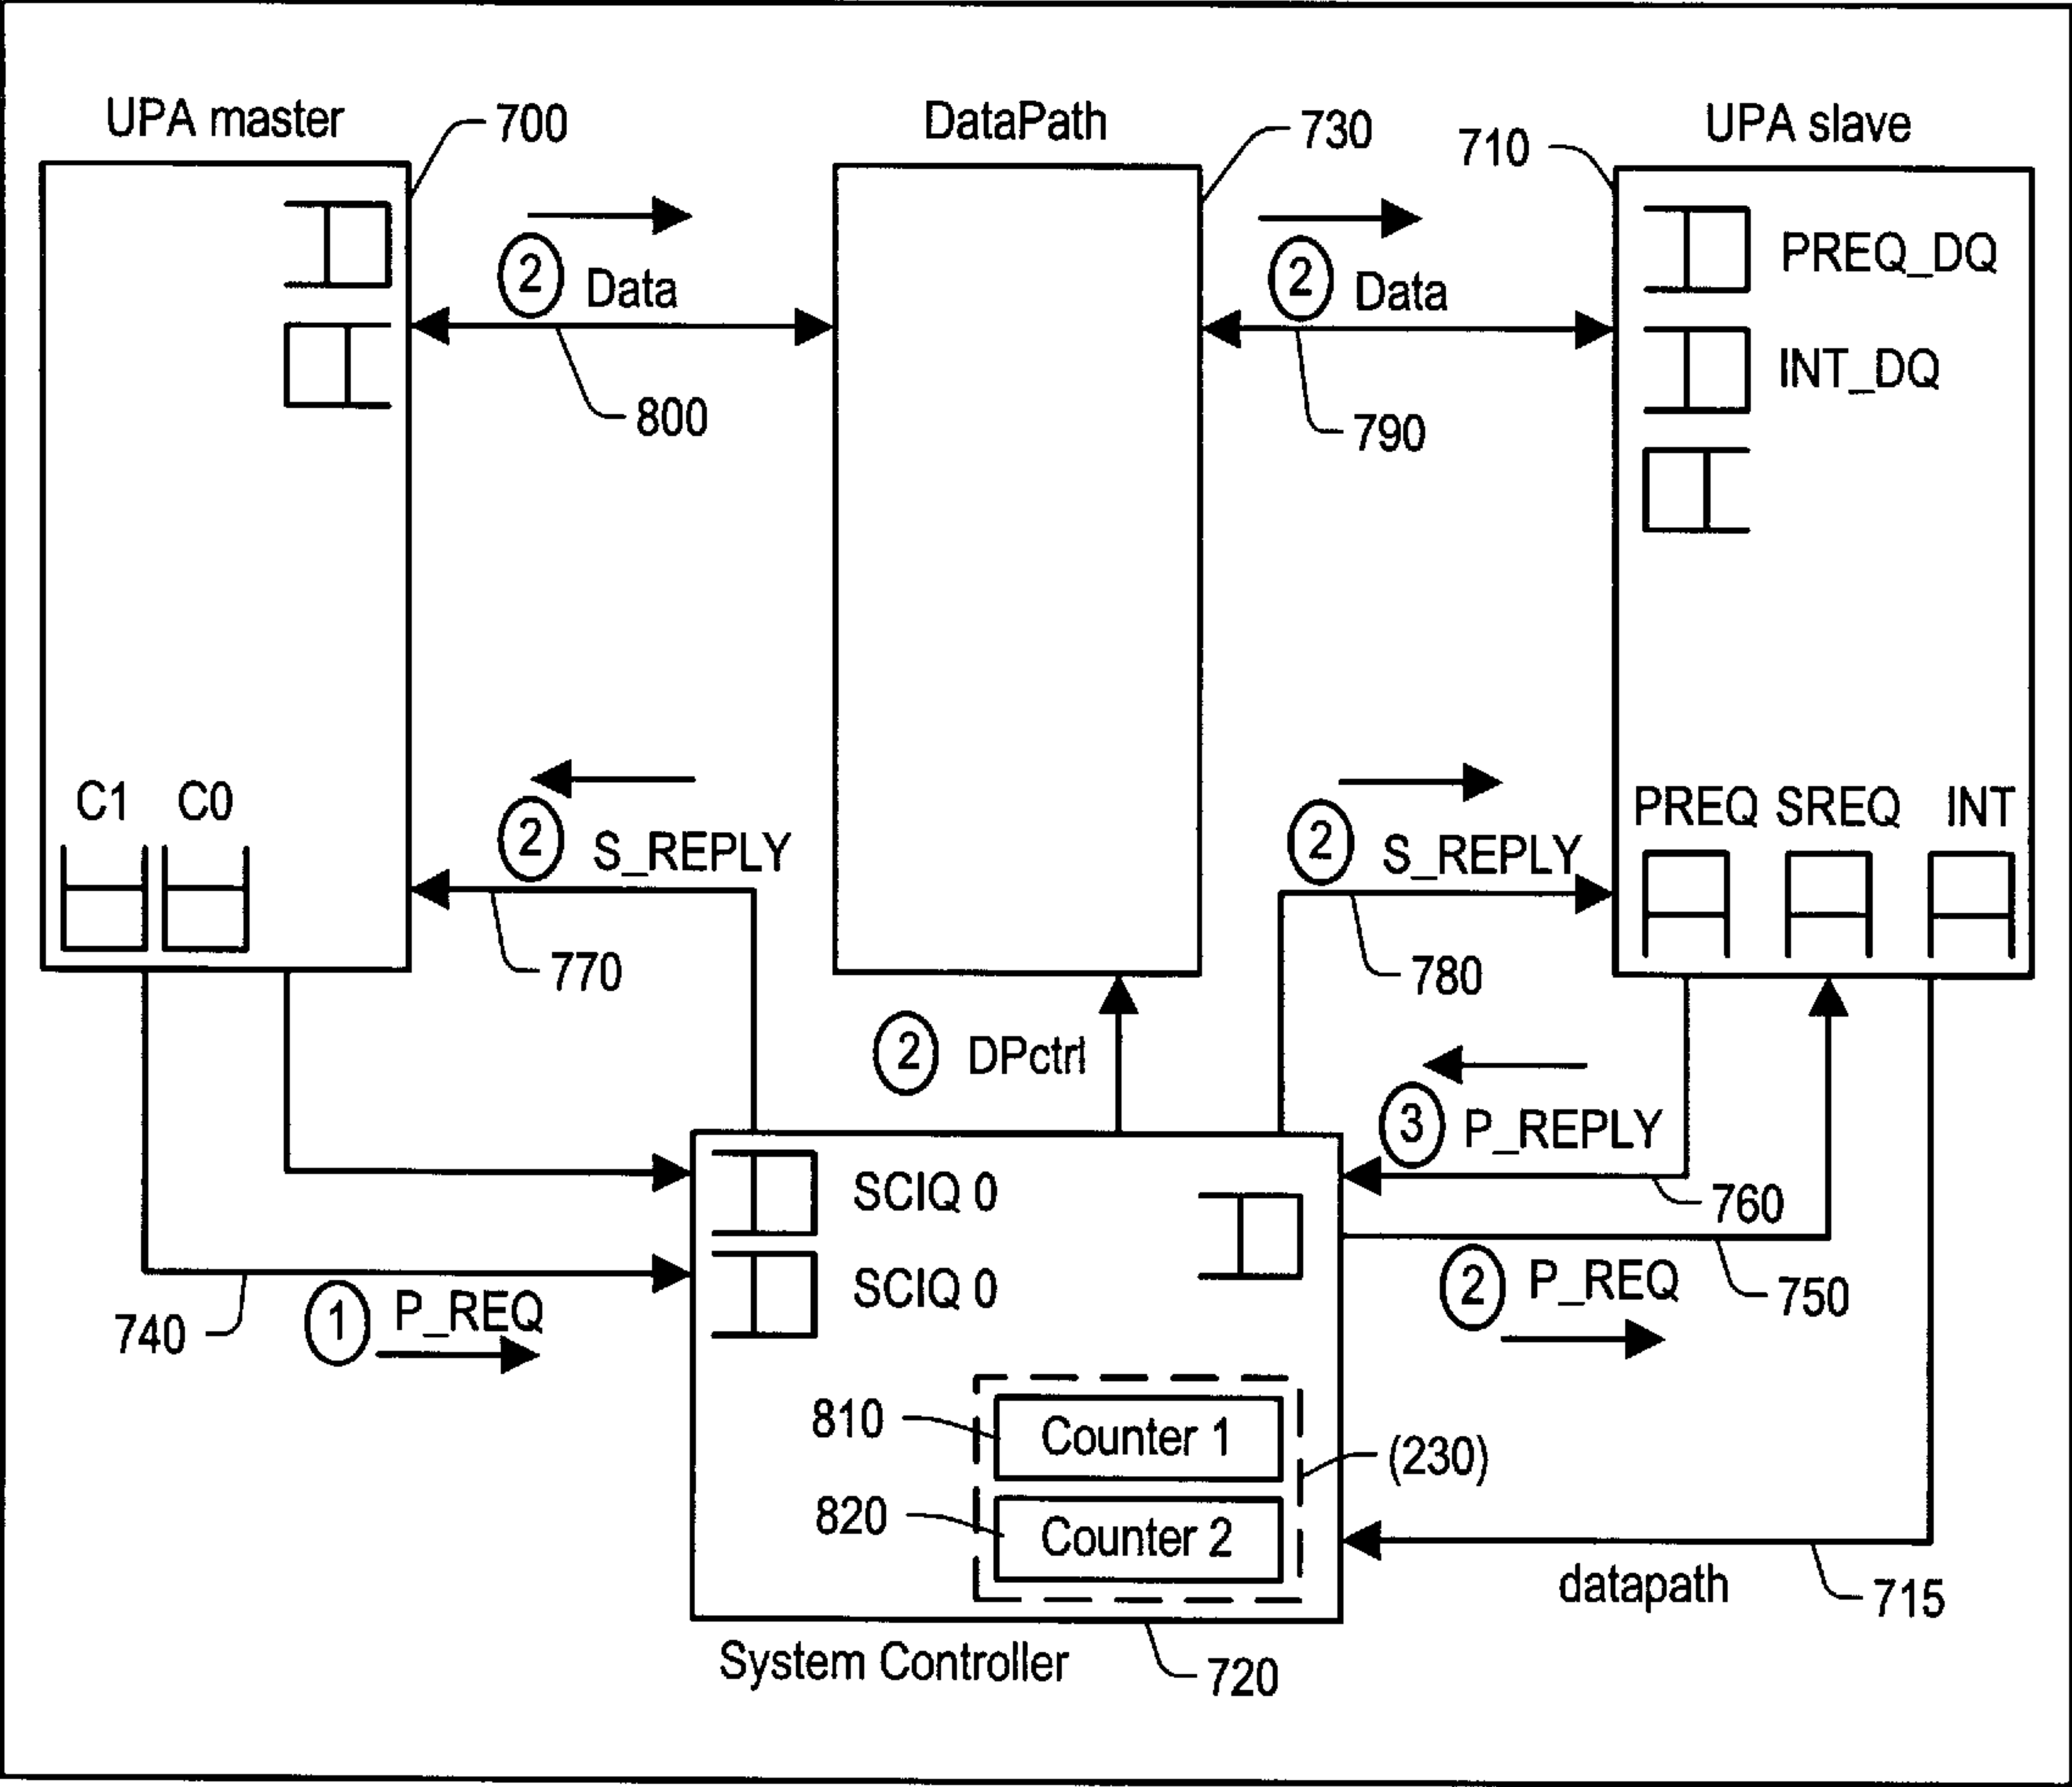 UPA master
700
DataPath
730
710
UPA slave
PREQ_DQ
2 Data
2 Data
INT_DQ
800
790
C1 C0
2 S_REPLY
2 S_REPLY
PREQ SREQ INT
770
780
2 DPctrl
3 P_REPLY
760
SCIQ 0
SCIQ 0
740
1 P_REQ
2 P_REQ
750
810
Counter 1
(230)
820
Counter 2
datapath
715
System Controller
720